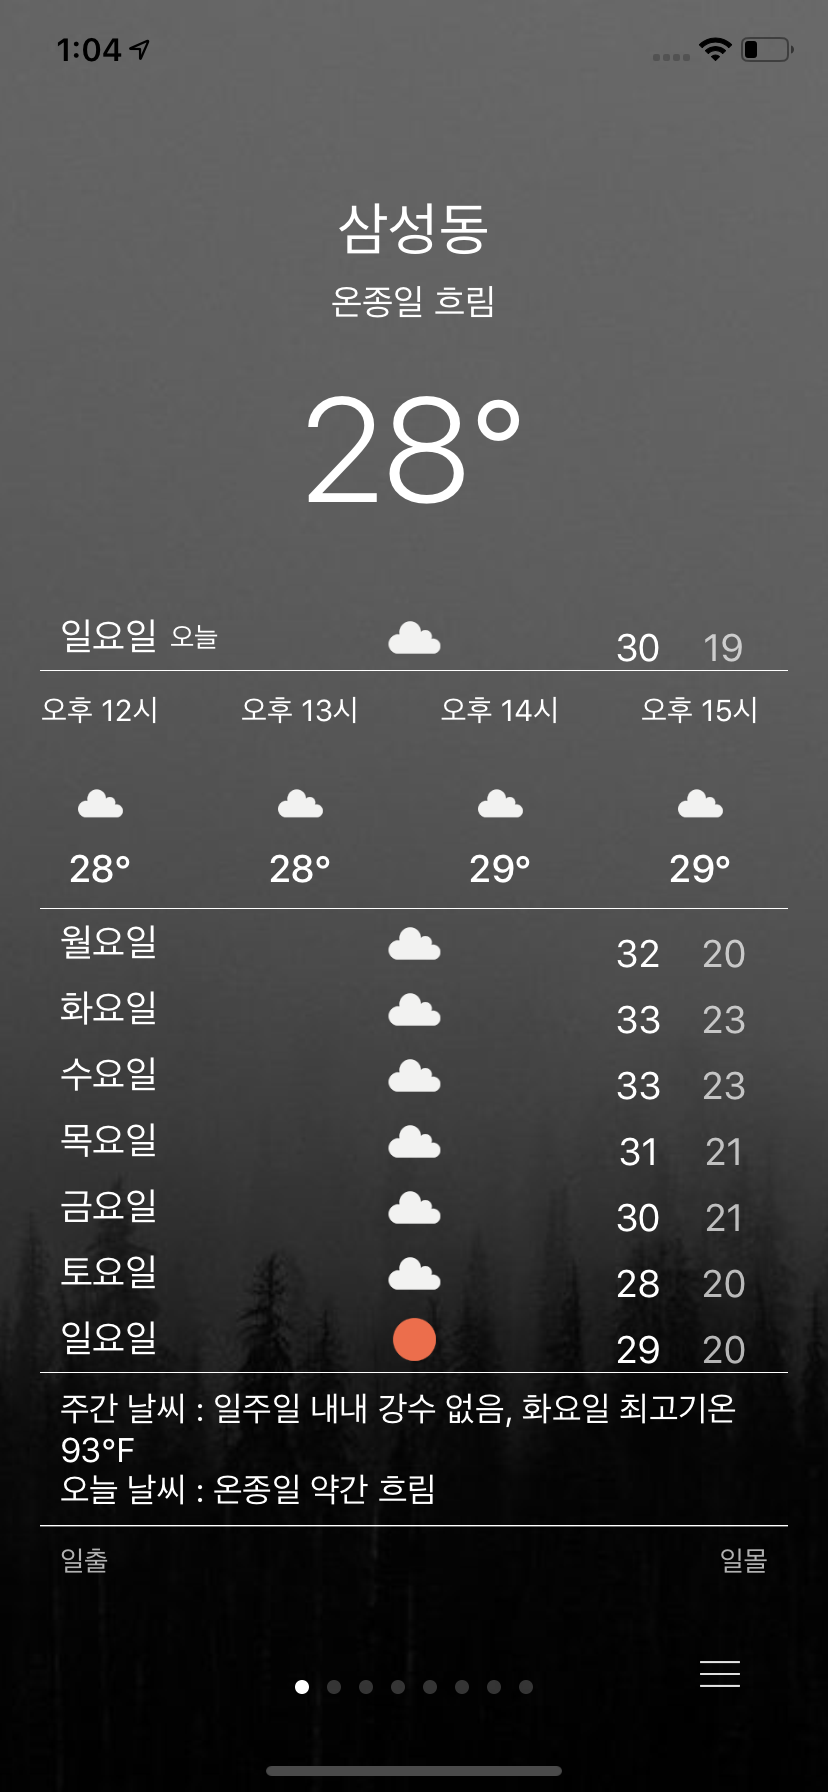 1:04
삼성동
온종일 흐림
28°
일요일 오늘 30 19
오후 12시 오후 13시 오후 14시 오후 15시
28° 28° 29° 29°
월요일 32 20
화요일 33 23
수요일 33 23
목요일 31 21
금요일 30 21
토요일 28 20
일요일 29 20
주간 날씨 : 일주일 내내 강수 없음, 화요일 최고기온
93°F
오늘 날씨 : 온종일 약간 흐림
일출 일몰